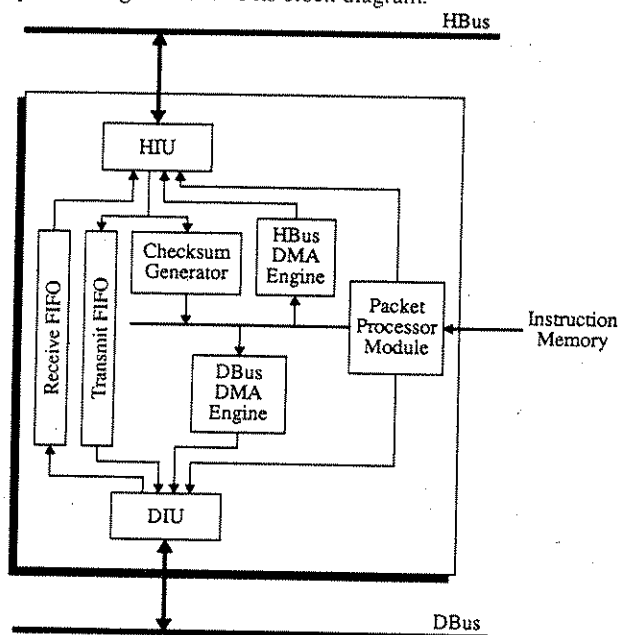 block diagram.
HBus
HIU
HBus
DMA
Engine
Checksum
Generator
Receive FIFO
Transmit FIFO
Packet
Processor
Module
Instruction
Memory
DBus
DMA
Engine
DIU
DBus